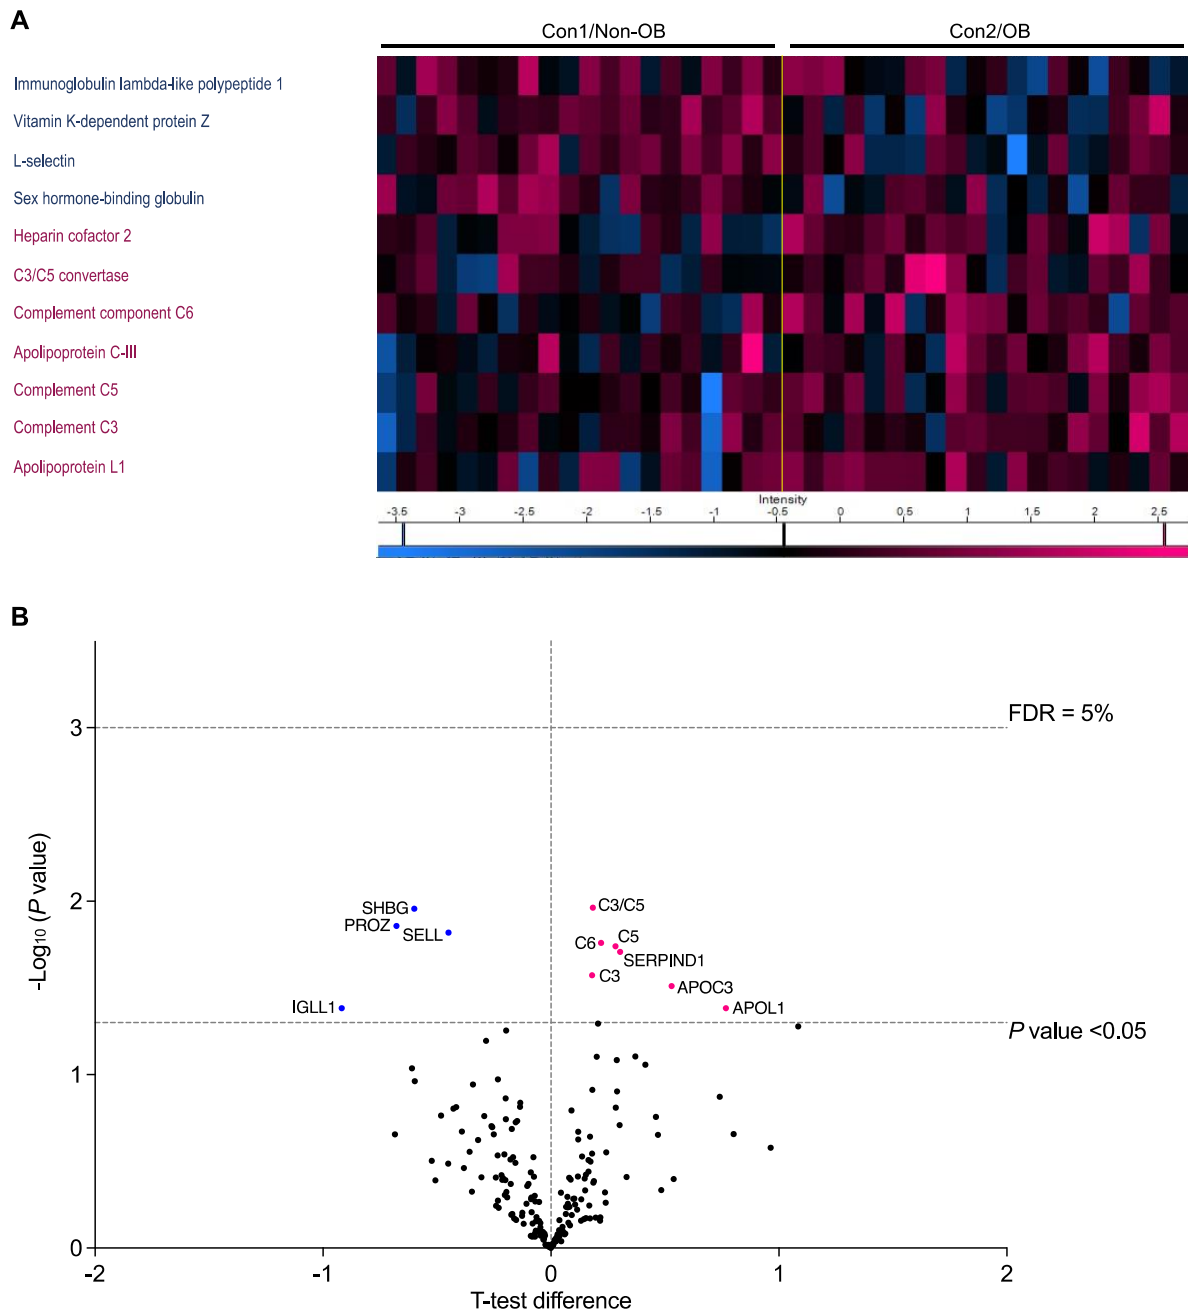 A
Con1/Non-OB
Con2/OB
Immunoglobulin lambda-like polypeptide 1
Vitamin K-dependent protein Z
L-selectin
Sex hormone-binding globulin
Heparin cofactor 2
C3/C5 convertase
Complement component C6
Apolipoprotein C-III
Complement C5
Complement C3
Apolipoprotein L1
Intensity
-3.5 -3 -2.5 -2 -1.5 -1 -0.5 0 0.5 1 1.5 2 2.5
B
FDR = 5%
3
-Log10 (P value)
2
SHBG
C3/C5
PROZ
SELL
C6
C5
SERPIND1
C3
APOC3
IGLL1
APOL1
P value <0.05
1
0
-2 -1 0 1 2
T-test difference